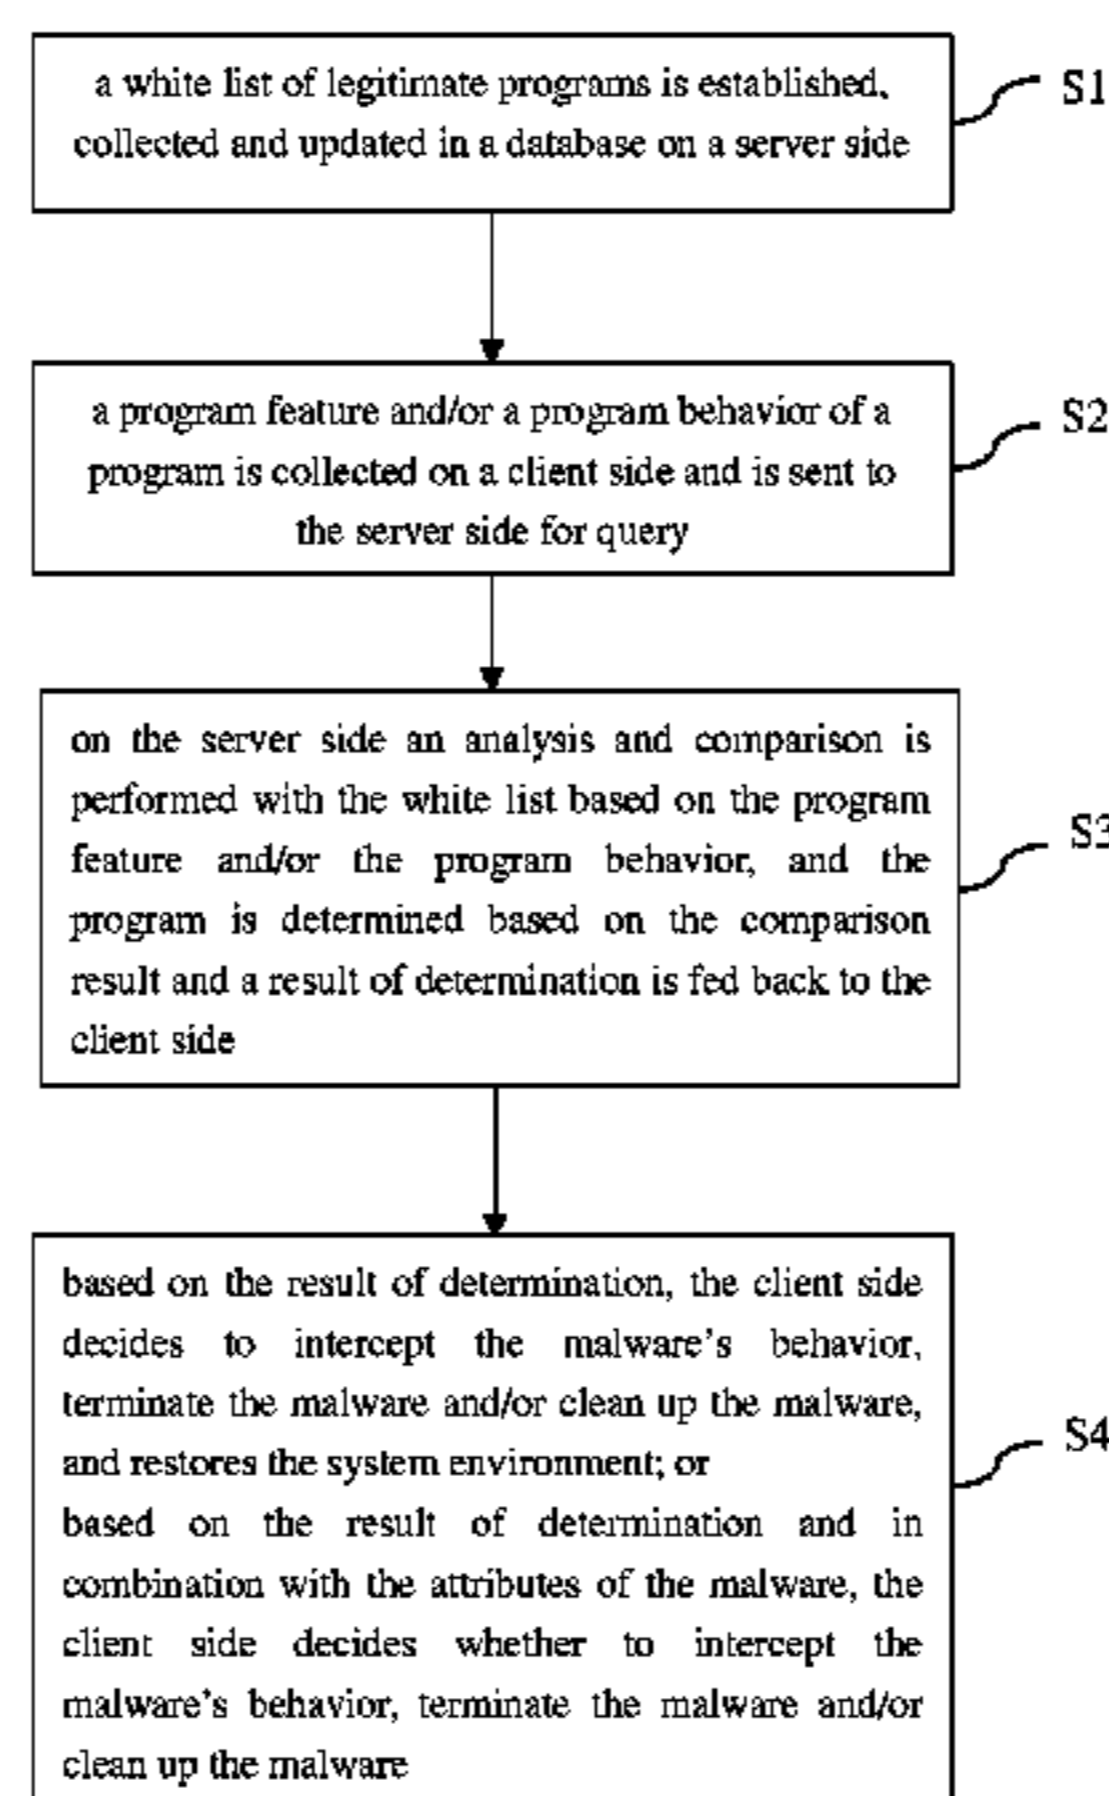 a white list of legitimate programs is established,
collected and updated in a database on a server side
S1
a program feature and/or a program behavior of a
program is collected on a client side and is sent to
the server side for query
S2
on the server side an analysis and comparison is
performed with the white list based on the program
feature and/or the program behavior, and the
program is determined based on the comparison
result and a result of determination is fed back to the
client side
S3
based on the result of determination, the client side
decides to intercept the malware's behavior,
terminate the malware and/or clean up the malware,
and restores the system environment; or
based on the result of determination and in
combination with the attributes of the malware, the
client side decides whether to intercept the
malware's behavior, terminate the malware and/or
clean up the malware
S4